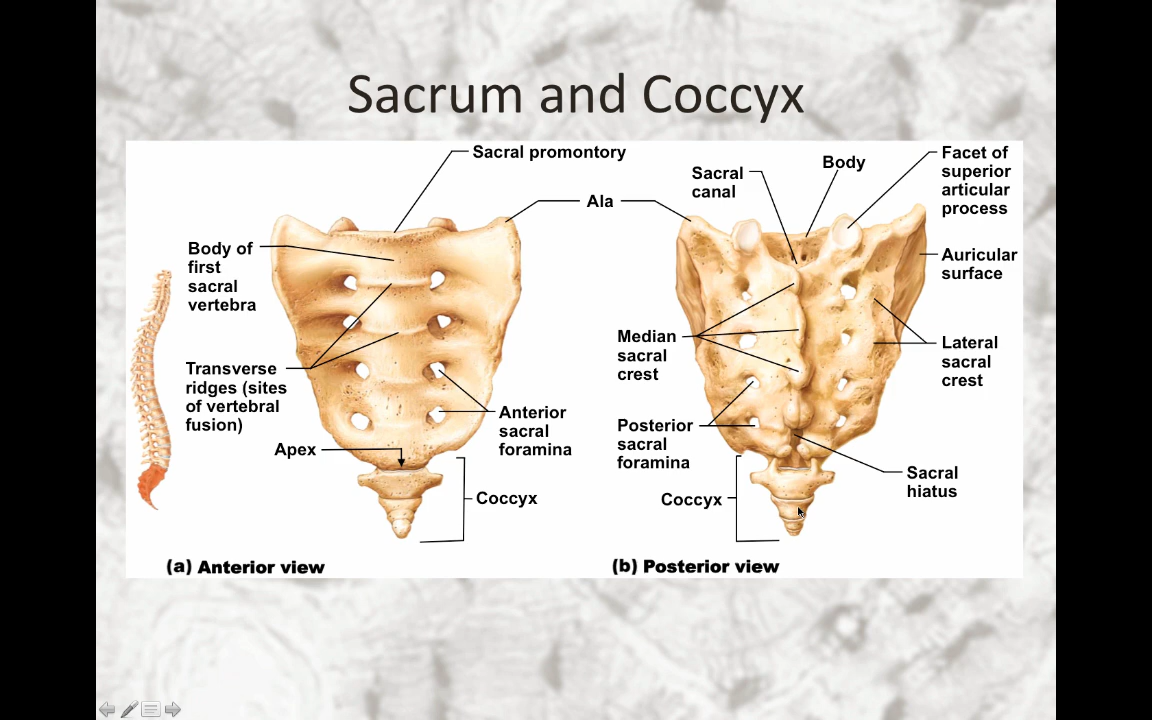 Sacrum and Coccyx
Sacral promontory
Ala
Body of
first
sacral
vertebra
Transverse
ridges (sites
of vertebral
fusion)
Apex
Anterior
sacral
foramina
Coccyx
(a) Anterior view
Sacral
canal
Body
Facet of
superior
articular
process
Auricular
surface
Median
sacral
crest
Lateral
sacral
crest
Posterior
sacral
foramina
Sacral
hiatus
Coccyx
(b) Posterior view